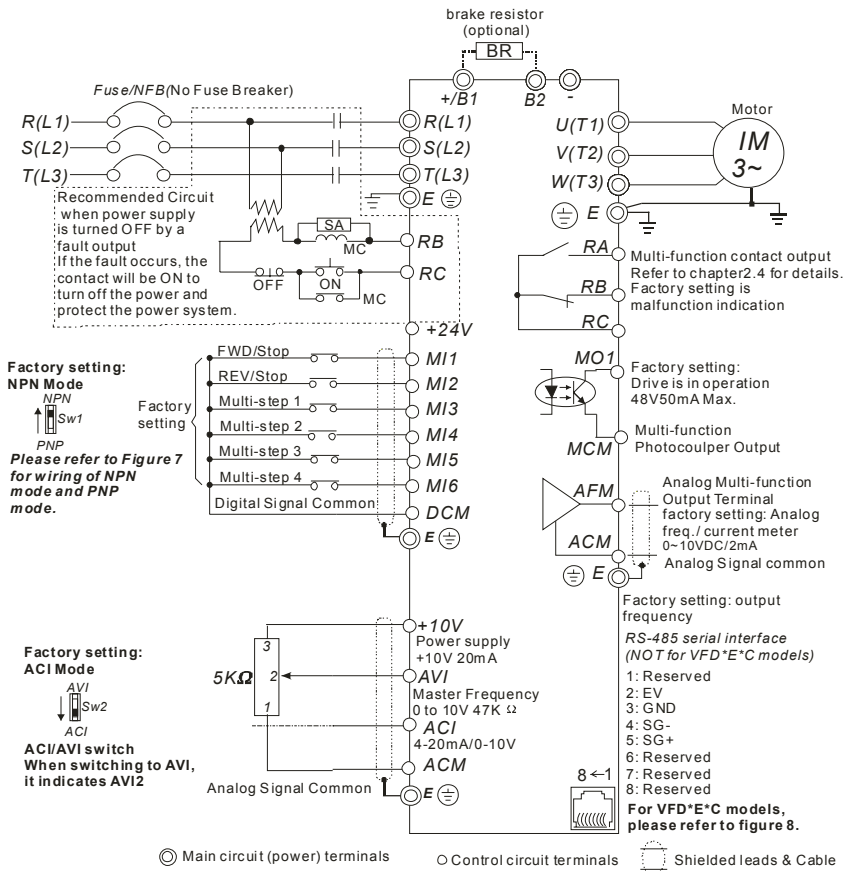 brake resistor
(optional)
BR
+/B1
B2
-
Fuse/NFB(No Fuse Breaker)
R(L1)
S(L2)
T(L3)
R(L1)
S(L2)
T(L3)
E
Recommended Circuit
when power supply
is turned OFF by a
fault output
If the fault occurs, the
contact will be ON to
turn off the power and
protect the power system.
SA
MC
OFF
ON
MC
RB
RC
+24V
U(T1)
V(T2)
W(T3)
E
Motor
IM
3~
RA
RB
RC
Multi-function contact output
Refer to chapter2.4 for details.
Factory setting is
malfunction indication
Factory setting:
NPN Mode
NPN
Sw1
PNP
Please refer to Figure 7
for wiring of NPN
mode and PNP
mode.
Factory
setting
FWD/Stop
REV/Stop
Multi-step 1
Multi-step 2
Multi-step 3
Multi-step 4
Digital Signal Common
MI1
MI2
MI3
MI4
MI5
MI6
DCM
E
MO1
Factory setting:
Drive is in operation
48V50mA Max.
Multi-function
Photocoulper Output
MCM
AFM
ACM
E
Analog Multi-function
Output Terminal
factory setting: Analog
freq./ current meter
0~10VDC/2mA
Analog Signal common
Factory setting: output
frequency
Factory setting:
ACI Mode
AVI
Sw2
ACI
ACI/AVI switch
When switching to AVI,
it indicates AVI2
5KΩ
3
2
1
+10V
Power supply
+10V 20mA
AVI
Master Frequency
0 to 10V 47K Ω
ACI
4-20mA/0-10V
ACM
Analog Signal Common
E
RS-485 serial interface
(NOT for VFD*E*C models)
1: Reserved
2: EV
3: GND
4: SG-
5: SG+
6: Reserved
7: Reserved
8: Reserved
8←1
For VFD*E*C models,
please refer to figure 8.
Main circuit (power) terminals
Control circuit terminals
Shielded leads & Cable